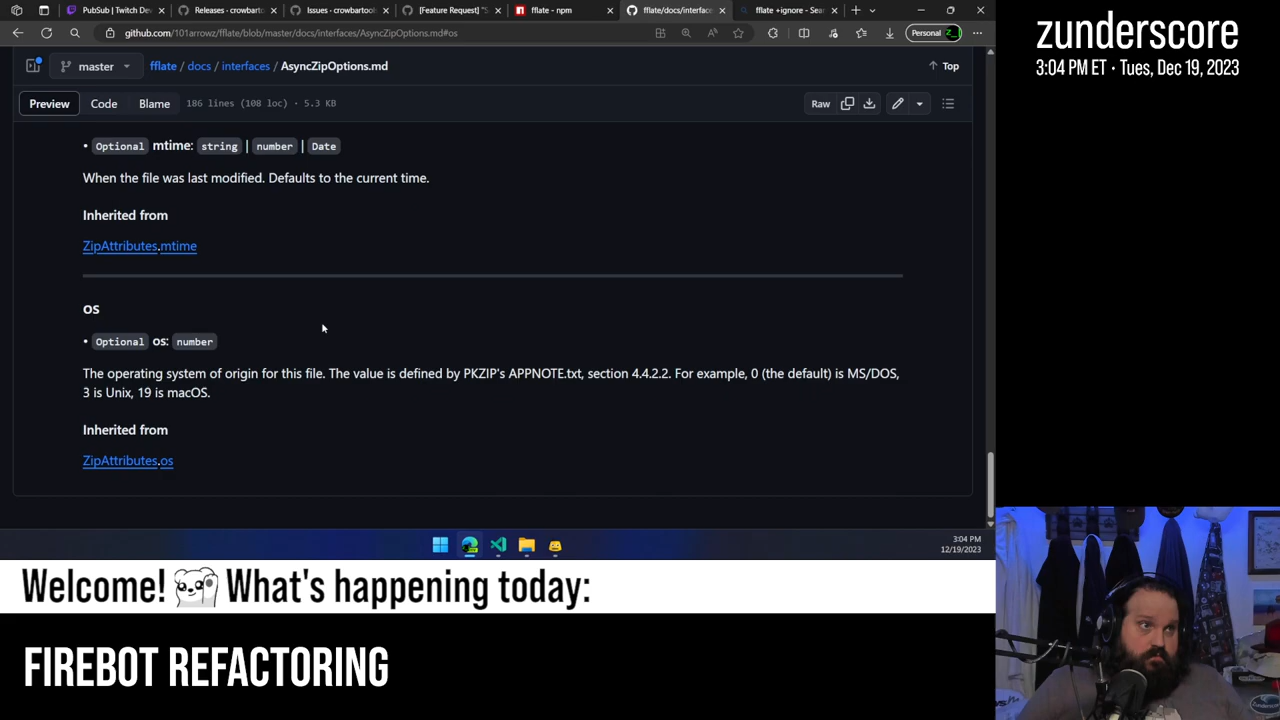 PubSub | Twitch Dev
Releases - crowbarto
Issues - crowbartool
[Feature Request] "S
fflate - npm
fflate/docs/interface
fflate +ignore - Sea
github.com/101arrowz/fflate/blob/master/docs/interfaces/AsyncZipOptions.md#os
Personal
master
fflate / docs / interfaces / AsyncZipOptions.md
Top
Preview Code Blame 186 lines (108 loc) · 5.3 KB
Raw
• Optional mtime: string | number | Date
When the file was last modified. Defaults to the current time.
Inherited from
ZipAttributes.mtime
os
• Optional os: number
The operating system of origin for this file. The value is defined by PKZIP's APPNOTE.txt, section 4.4.2.2. For example, 0 (the default) is MS/DOS,
3 is Unix, 19 is macOS.
Inherited from
ZipAttributes.os
3:04 PM
12/19/2023
zunderscore
3:04 PM ET · Tues, Dec 19, 2023
Welcome! What's happening today:
FIREBOT REFACTORING